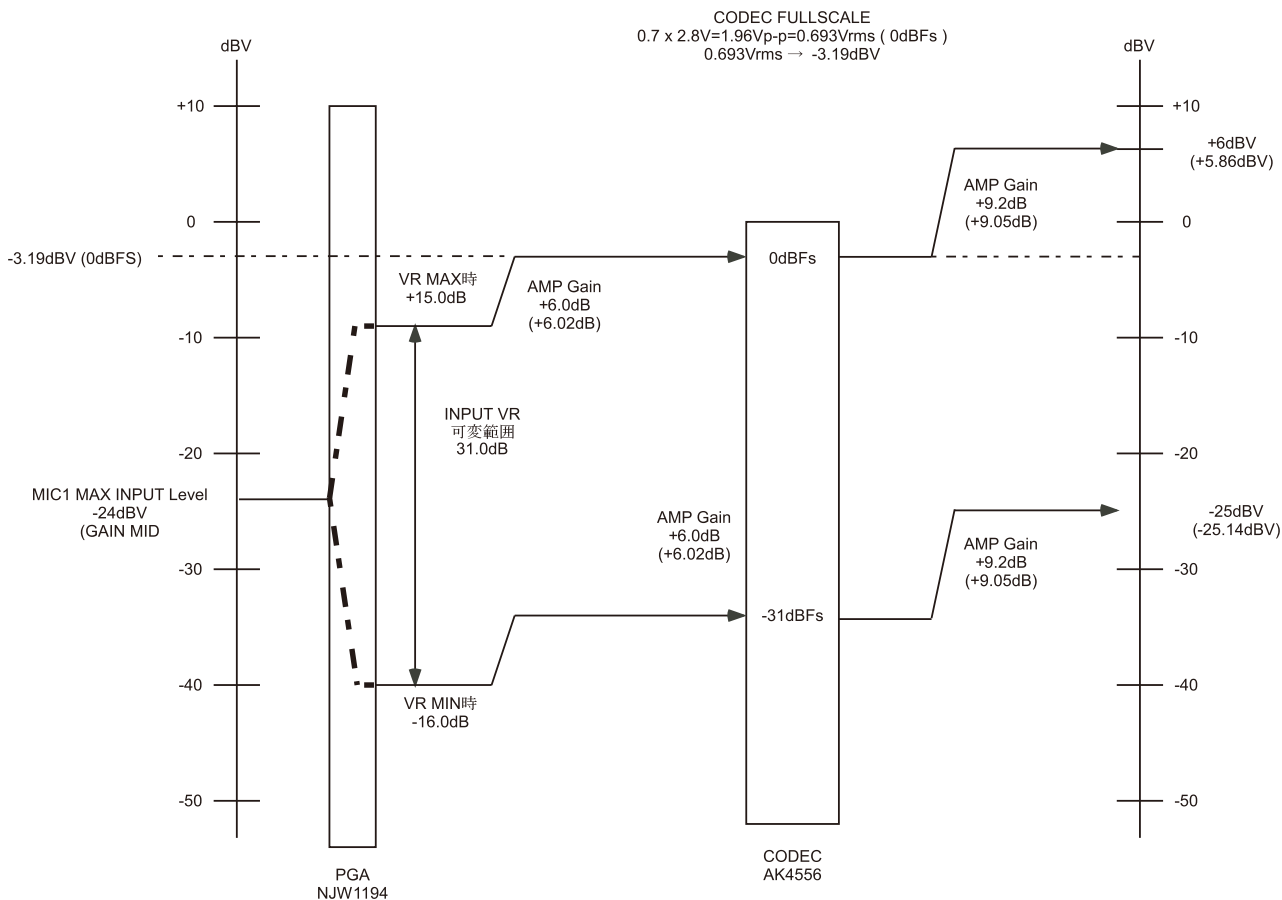 CODEC FULLSCALE
0.7 x 2.8V=1.96Vp-p=0.693Vrms ( 0dBFs )
0.693Vrms → -3.19dBV
dBV
+10
0
-3.19dBV (0dBFS)
-10
-20
MIC1 MAX INPUT Level
-24dBV
(GAIN MID
-30
-40
-50
VR MAX時
+15.0dB
AMP Gain
+6.0dB
(+6.02dB)
INPUT VR
可変範囲
31.0dB
AMP Gain
+6.0dB
(+6.02dB)
VR MIN時
-16.0dB
PGA
NJW1194
0dBFs
-31dBFs
CODEC
AK4556
AMP Gain
+9.2dB
(+9.05dB)
AMP Gain
+9.2dB
(+9.05dB)
dBV
+10
+6dBV
(+5.86dBV)
0
-10
-20
-25dBV
(-25.14dBV)
-30
-40
-50